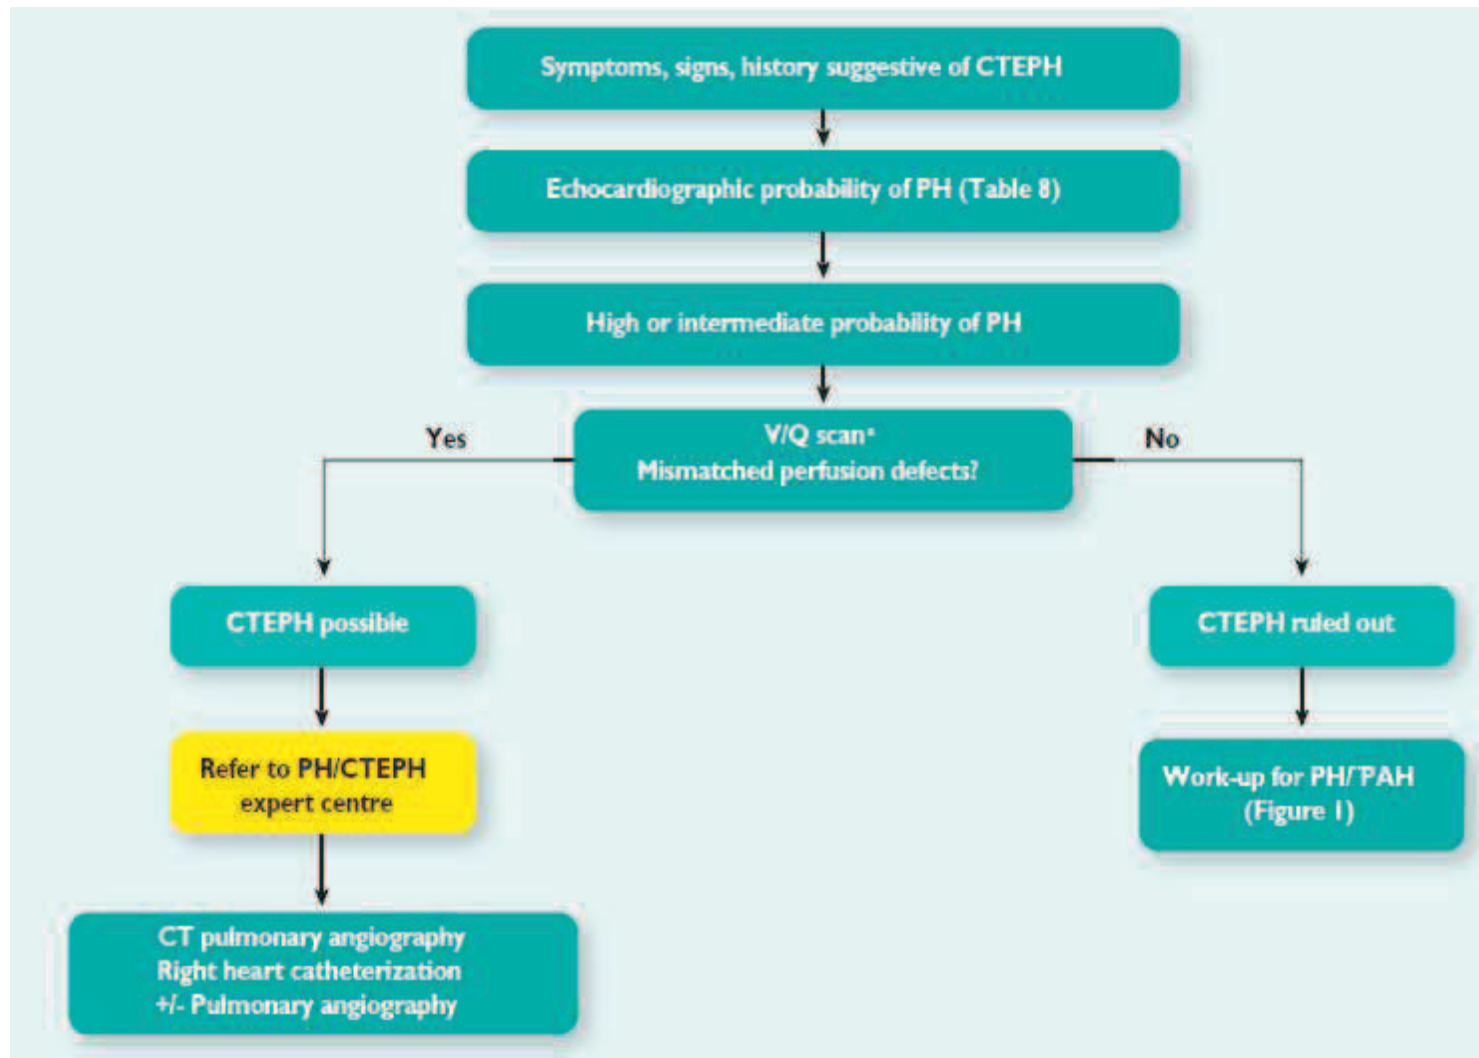 Symptoms, signs, history suggestive of CTEPH
Echocardiographic probability of PH (Table 8)
High or intermediate probability of PH
Yes
V/Q scanᵃ
No
Mismatched perfusion defects?
CTEPH possible
CTEPH ruled out
Refer to PH/CTEPH
expert centre
Work-up for PH/PAH
(Figure 1)
CT pulmonary angiography
Right heart catheterization
+/- Pulmonary angiography